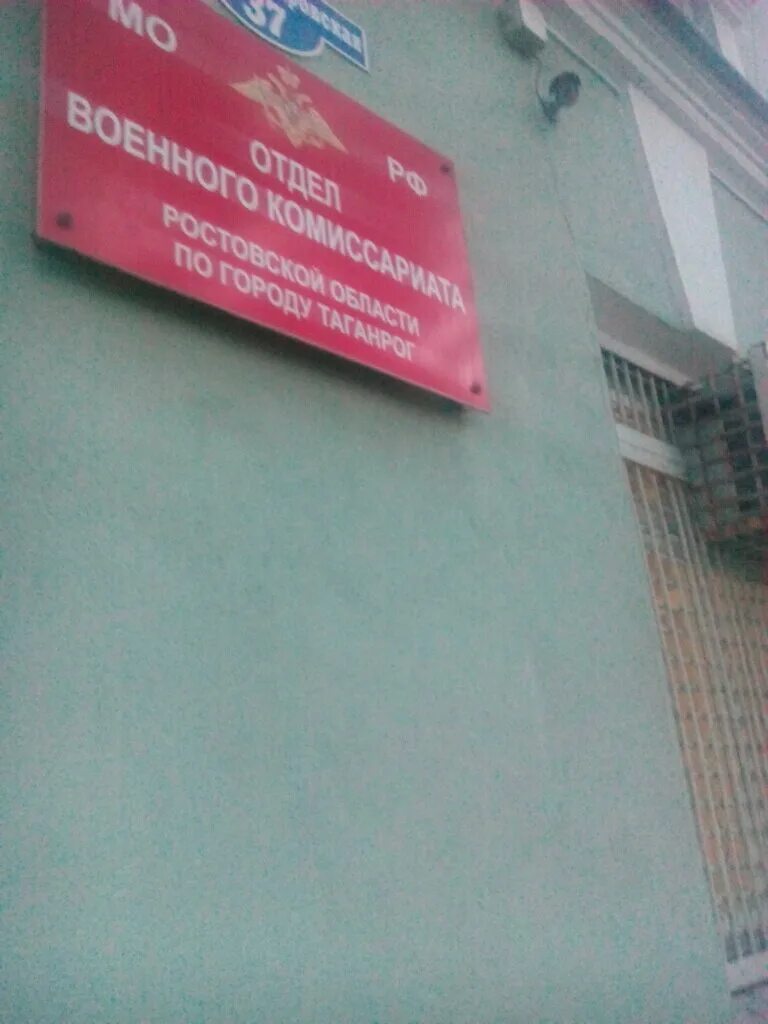 37
МО РФ
ОТДЕЛ
ВОЕННОГО КОМИССАРИАТА
РОСТОВСКОЙ ОБЛАСТИ
ПО ГОРОДУ ТАГАНРОГ